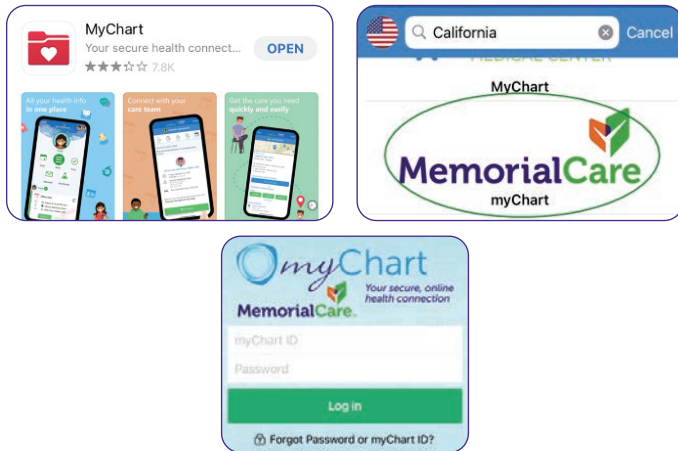 MyChart
Your secure health connect...
OPEN
7.8K
All your health info
in one place
Connect with your
care team
Get the care you need
quickly and easily
California
Cancel
MEDICAL CENTER
MyChart
MemorialCare
myChart
myChart
Your secure, online
health connection
MemorialCare
myChart ID
Password
Log in
Forgot Password or myChart ID?